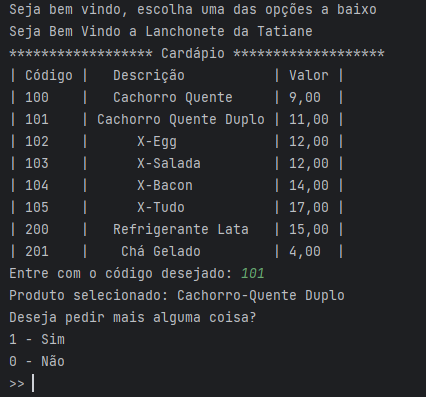 Seja bem vindo, escolha uma das opções a baixo
Seja Bem Vindo a Lanchonete da Tatiane
****************** Cardápio *******************
| Código |   Descrição   | Valor |
| 100 | Cachorro Quente | 9,00 |
| 101 | Cachorro Quente Duplo | 11,00 |
| 102 | X-Egg | 12,00 |
| 103 | X-Salada | 12,00 |
| 104 | X-Bacon | 14,00 |
| 105 | X-Tudo | 17,00 |
| 200 | Refrigerante Lata | 15,00 |
| 201 | Chá Gelado | 4,00 |
Entre com o código desejado: 101
Produto selecionado: Cachorro-Quente Duplo
Deseja pedir mais alguma coisa?
1 - Sim
0 - Não
>>